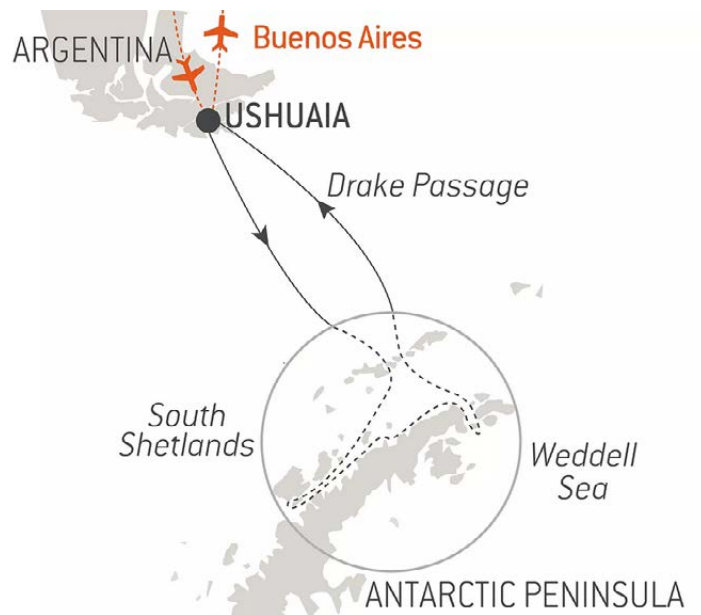 ARGENTINA
Buenos Aires
USHUAIA
Drake Passage
South
Shetlands
Weddell
Sea
ANTARCTIC PENINSULA